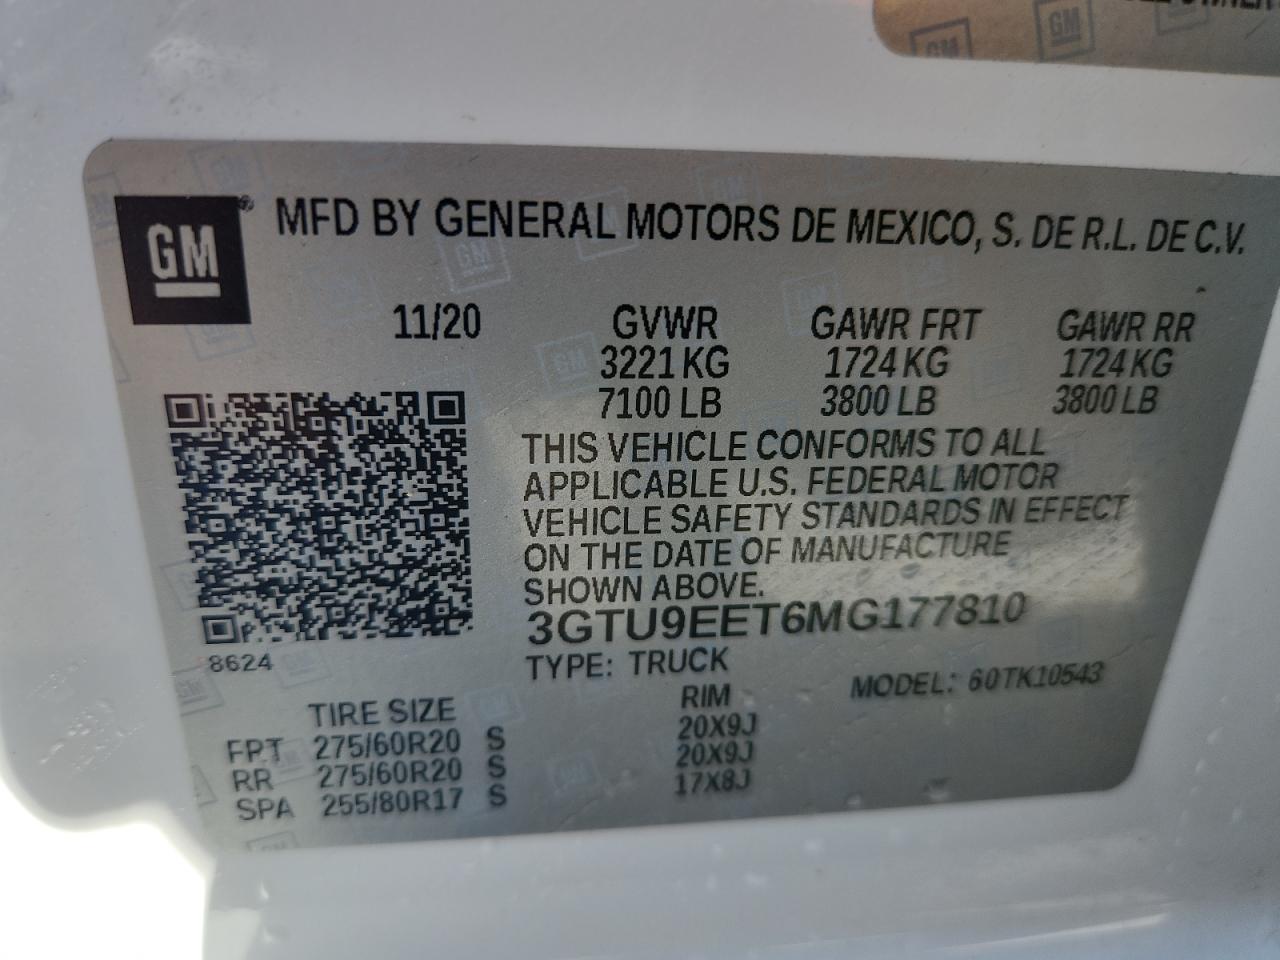 GM
GM
GM ® MFD BY GENERAL MOTORS DE MEXICO, S. DE R.L. DE C.V.
11/20 GVWR GAWR FRT GAWR RR
3221 KG 1724 KG 1724 KG
7100 LB 3800 LB 3800 LB
THIS VEHICLE CONFORMS TO ALL
APPLICABLE U.S. FEDERAL MOTOR
VEHICLE SAFETY STANDARDS IN EFFECT
ON THE DATE OF MANUFACTURE
SHOWN ABOVE.
3GTU9EET6MG177810
8624
TYPE: TRUCK MODEL: 60TK10543
TIRE SIZE RIM
FRT 275/60R20 S 20X9J
RR 275/60R20 S 20X9J
SPA 255/80R17 S 17X8J